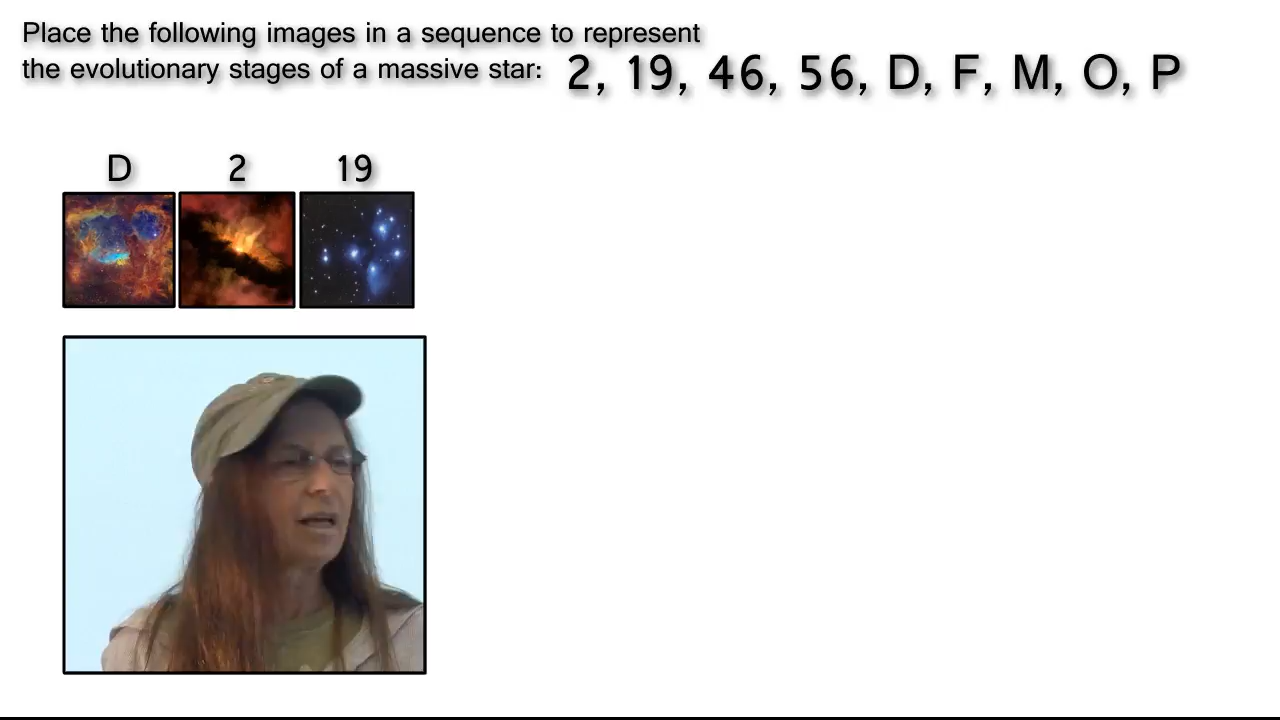 Place the following images in a sequence to represent
the evolutionary stages of a massive star: 2, 19, 46, 56, D, F, M, O, P
D 2 19